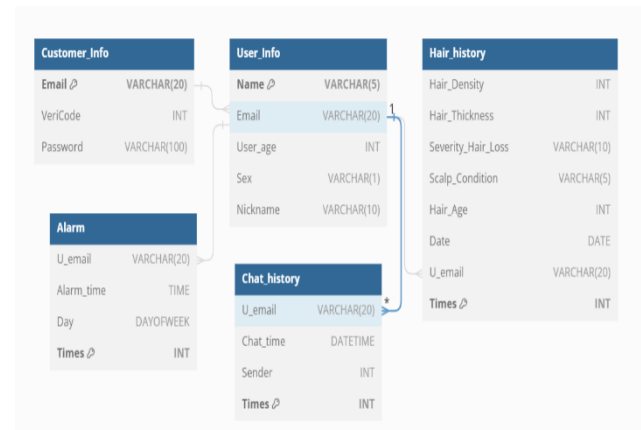 Customer_Info
Email VARCHAR(20)
VeriCode INT
Password VARCHAR(100)
User_Info
Name VARCHAR(5)
Email VARCHAR(20)
User_age INT
Sex VARCHAR(1)
Nickname VARCHAR(10)
Hair_history
Hair_Density INT
Hair_Thickness INT
Severity_Hair_Loss VARCHAR(10)
Scalp_Condition VARCHAR(5)
Hair_Age INT
Date DATE
U_email VARCHAR(20)
Times INT
Alarm
U_email VARCHAR(20)
Alarm_time TIME
Day DAYOFWEEK
Times INT
Chat_history
U_email VARCHAR(20)
Chat_time DATETIME
Sender INT
Times INT
1
*